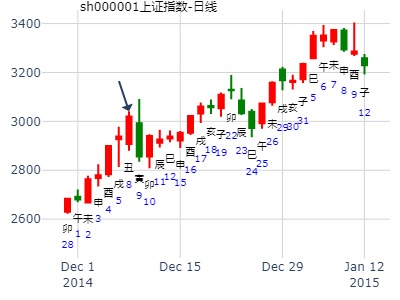 sh000001上证指数-日线
3400
3200
3000
2800
2600
卯 午 未 申 酉 戌 丑 寅 卯 辰 巳 申 酉 戌 亥 子 卯 辰 巳 午 未 戌 亥 子 巳 午 未 申 酉 子
28 1 2 3 4 5 8 9 10 11 12 15 16 17 18 19 22 23 24 25 26 29 30 31 5 6 7 8 9 12
Dec 1 Dec 15 Dec 29 Jan 12
2014 2015